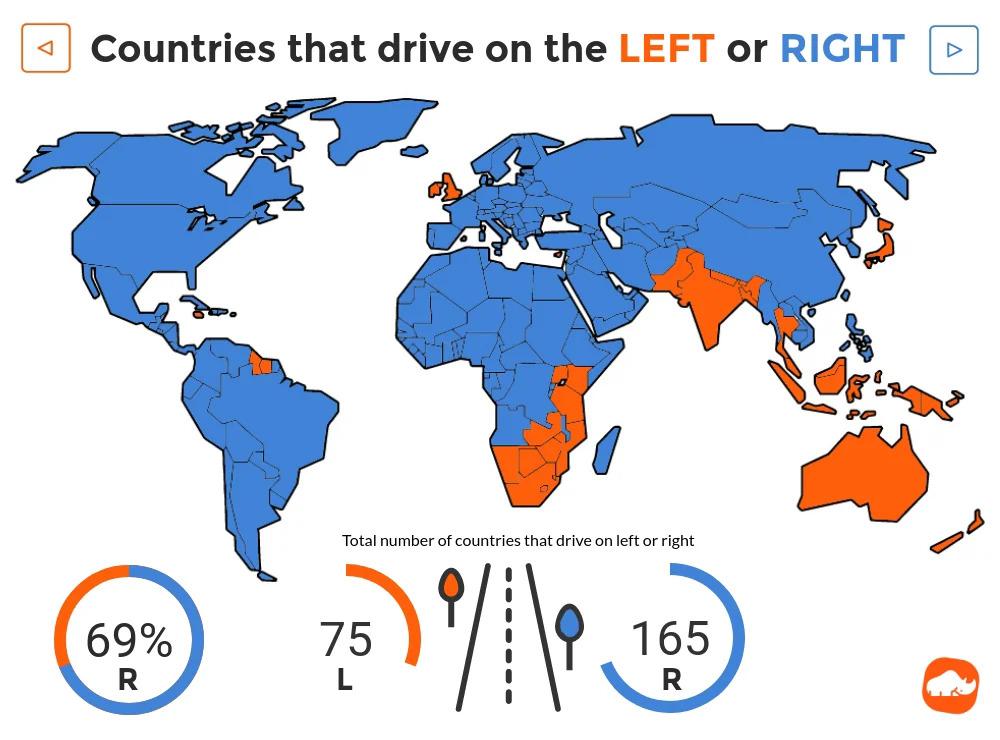 Countries that drive on the LEFT or RIGHT
Total number of countries that drive on left or right
69%
R
75
L
165
R